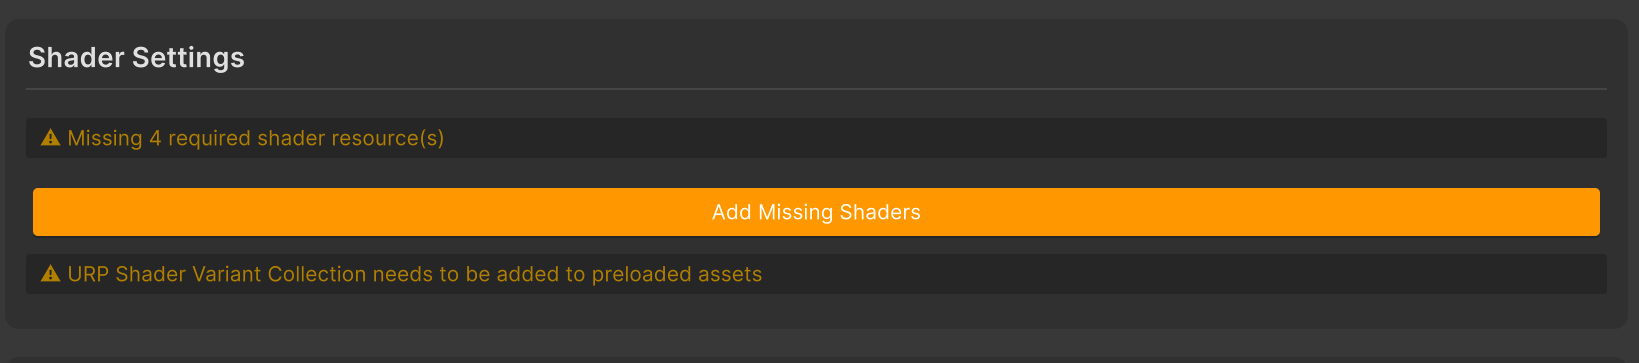 Shader Settings
⚠ Missing 4 required shader resource(s)
Add Missing Shaders
⚠ URP Shader Variant Collection needs to be added to preloaded assets